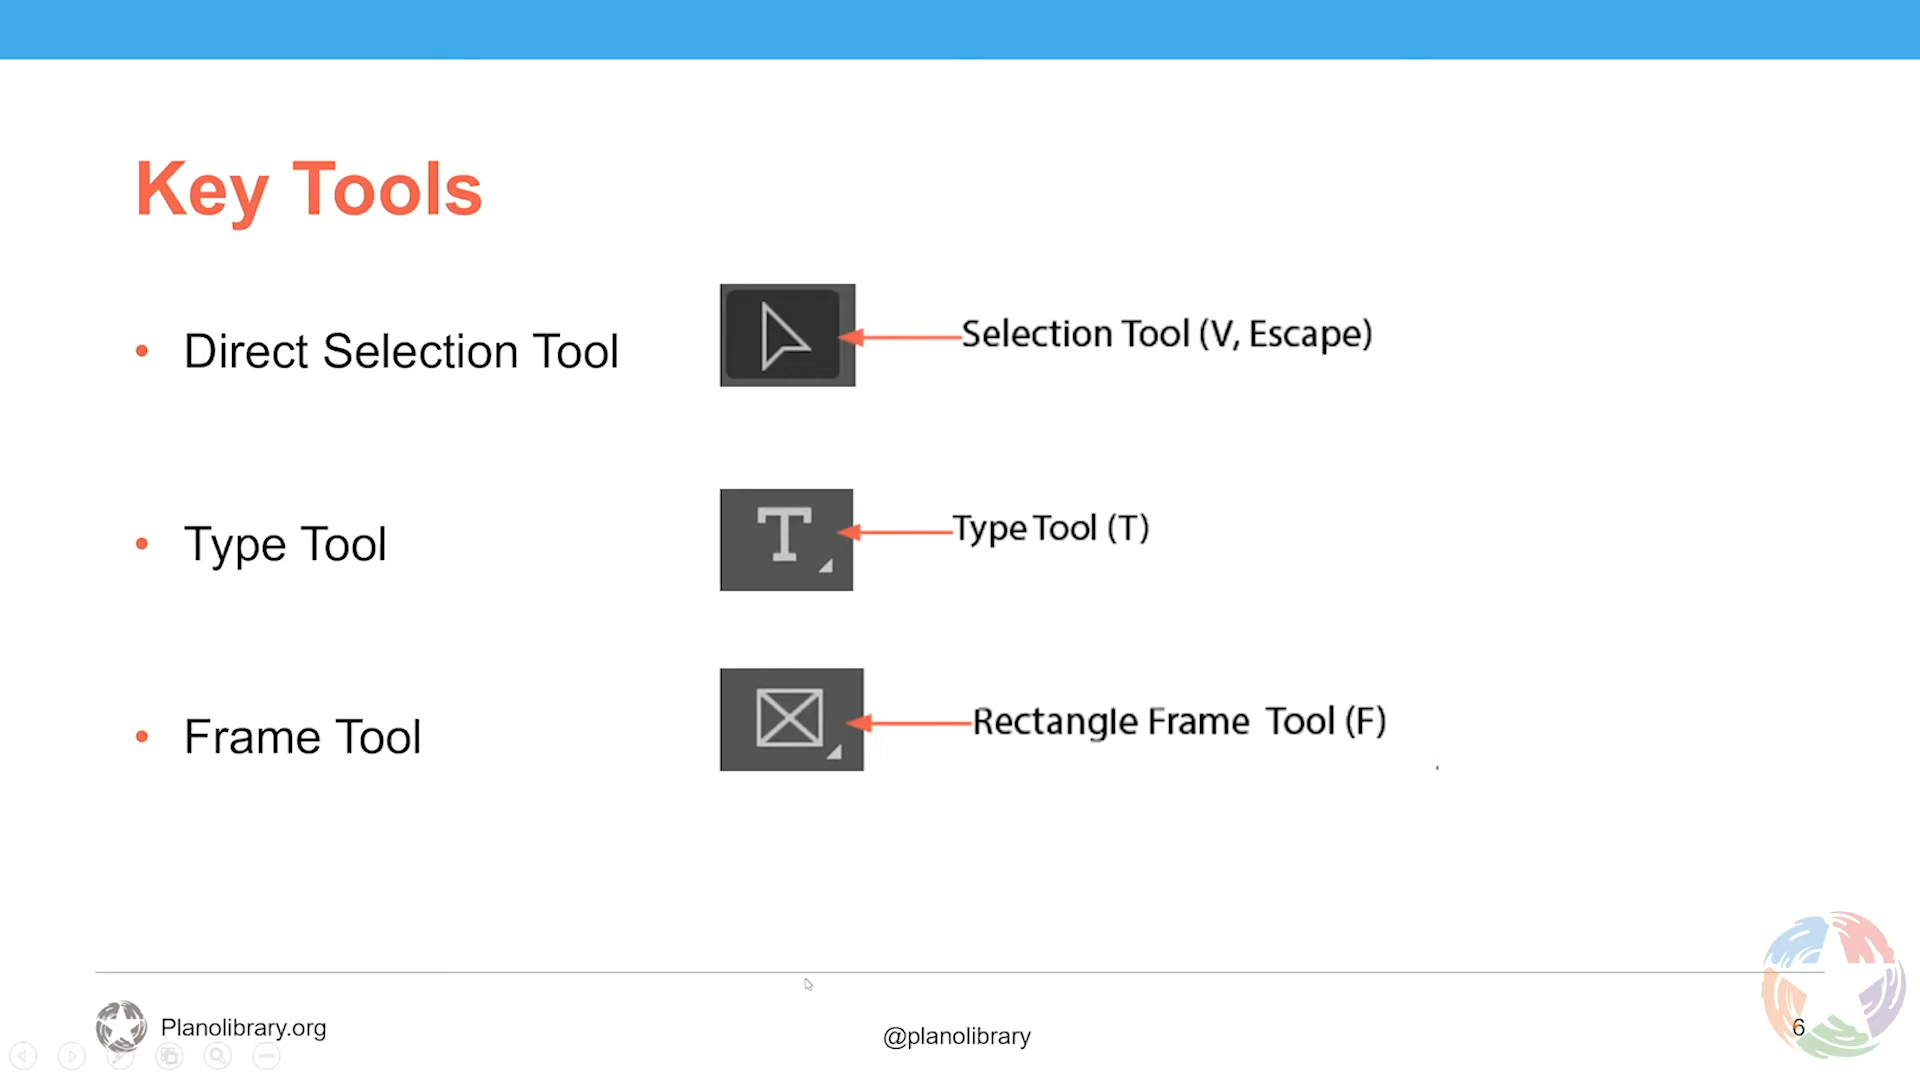 Key Tools
• Direct Selection Tool
Selection Tool (V, Escape)
• Type Tool
Type Tool (T)
• Frame Tool
Rectangle Frame Tool (F)
Planolibrary.org
@planolibrary
6